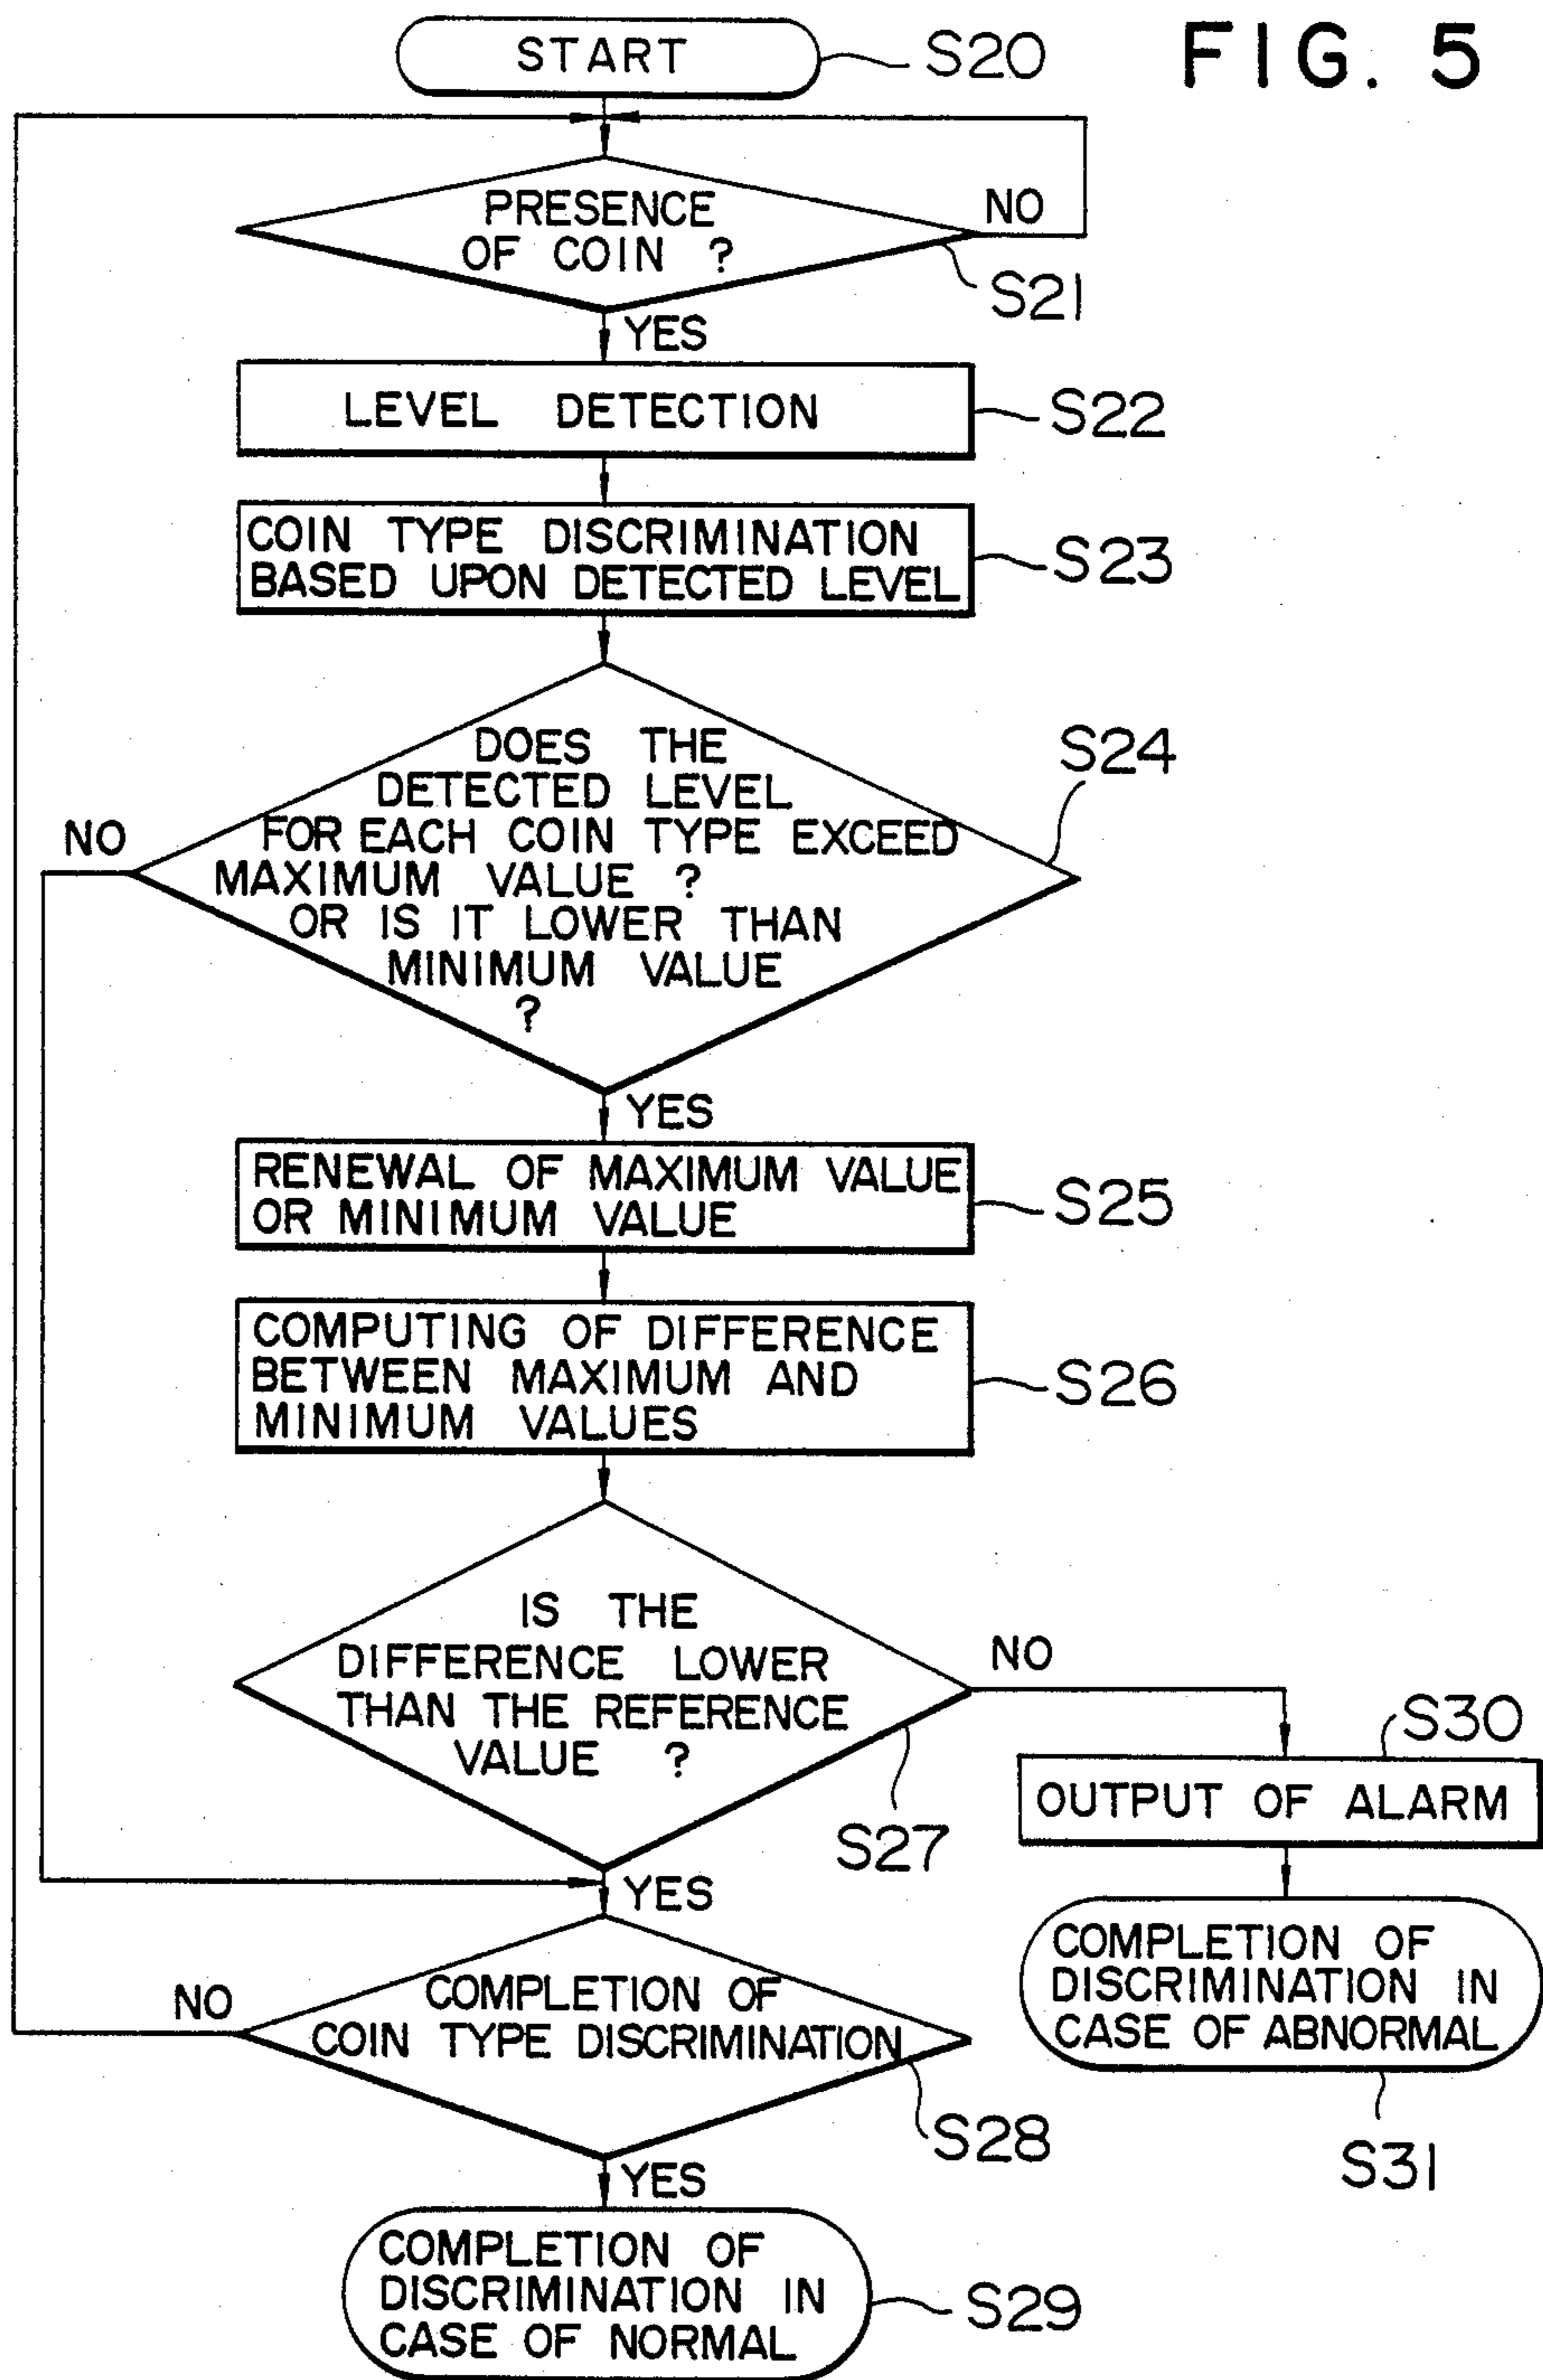 FIG. 5
START
S20
PRESENCE
OF COIN ?
NO
S21
YES
LEVEL DETECTION
S22
COIN TYPE DISCRIMINATION
BASED UPON DETECTED LEVEL
S23
DOES THE
DETECTED LEVEL
FOR EACH COIN TYPE EXCEED
MAXIMUM VALUE ?
OR IS IT LOWER THAN
MINIMUM VALUE
?
S24
NO
YES
RENEWAL OF MAXIMUM VALUE
OR MINIMUM VALUE
S25
COMPUTING OF DIFFERENCE
BETWEEN MAXIMUM AND
MINIMUM VALUES
S26
IS THE
DIFFERENCE LOWER
THAN THE REFERENCE
VALUE ?
NO
S27
S30
OUTPUT OF ALARM
YES
COMPLETION OF
DISCRIMINATION IN
CASE OF ABNORMAL
S31
COMPLETION OF
COIN TYPE DISCRIMINATION
NO
S28
YES
COMPLETION OF
DISCRIMINATION IN
CASE OF NORMAL
S29